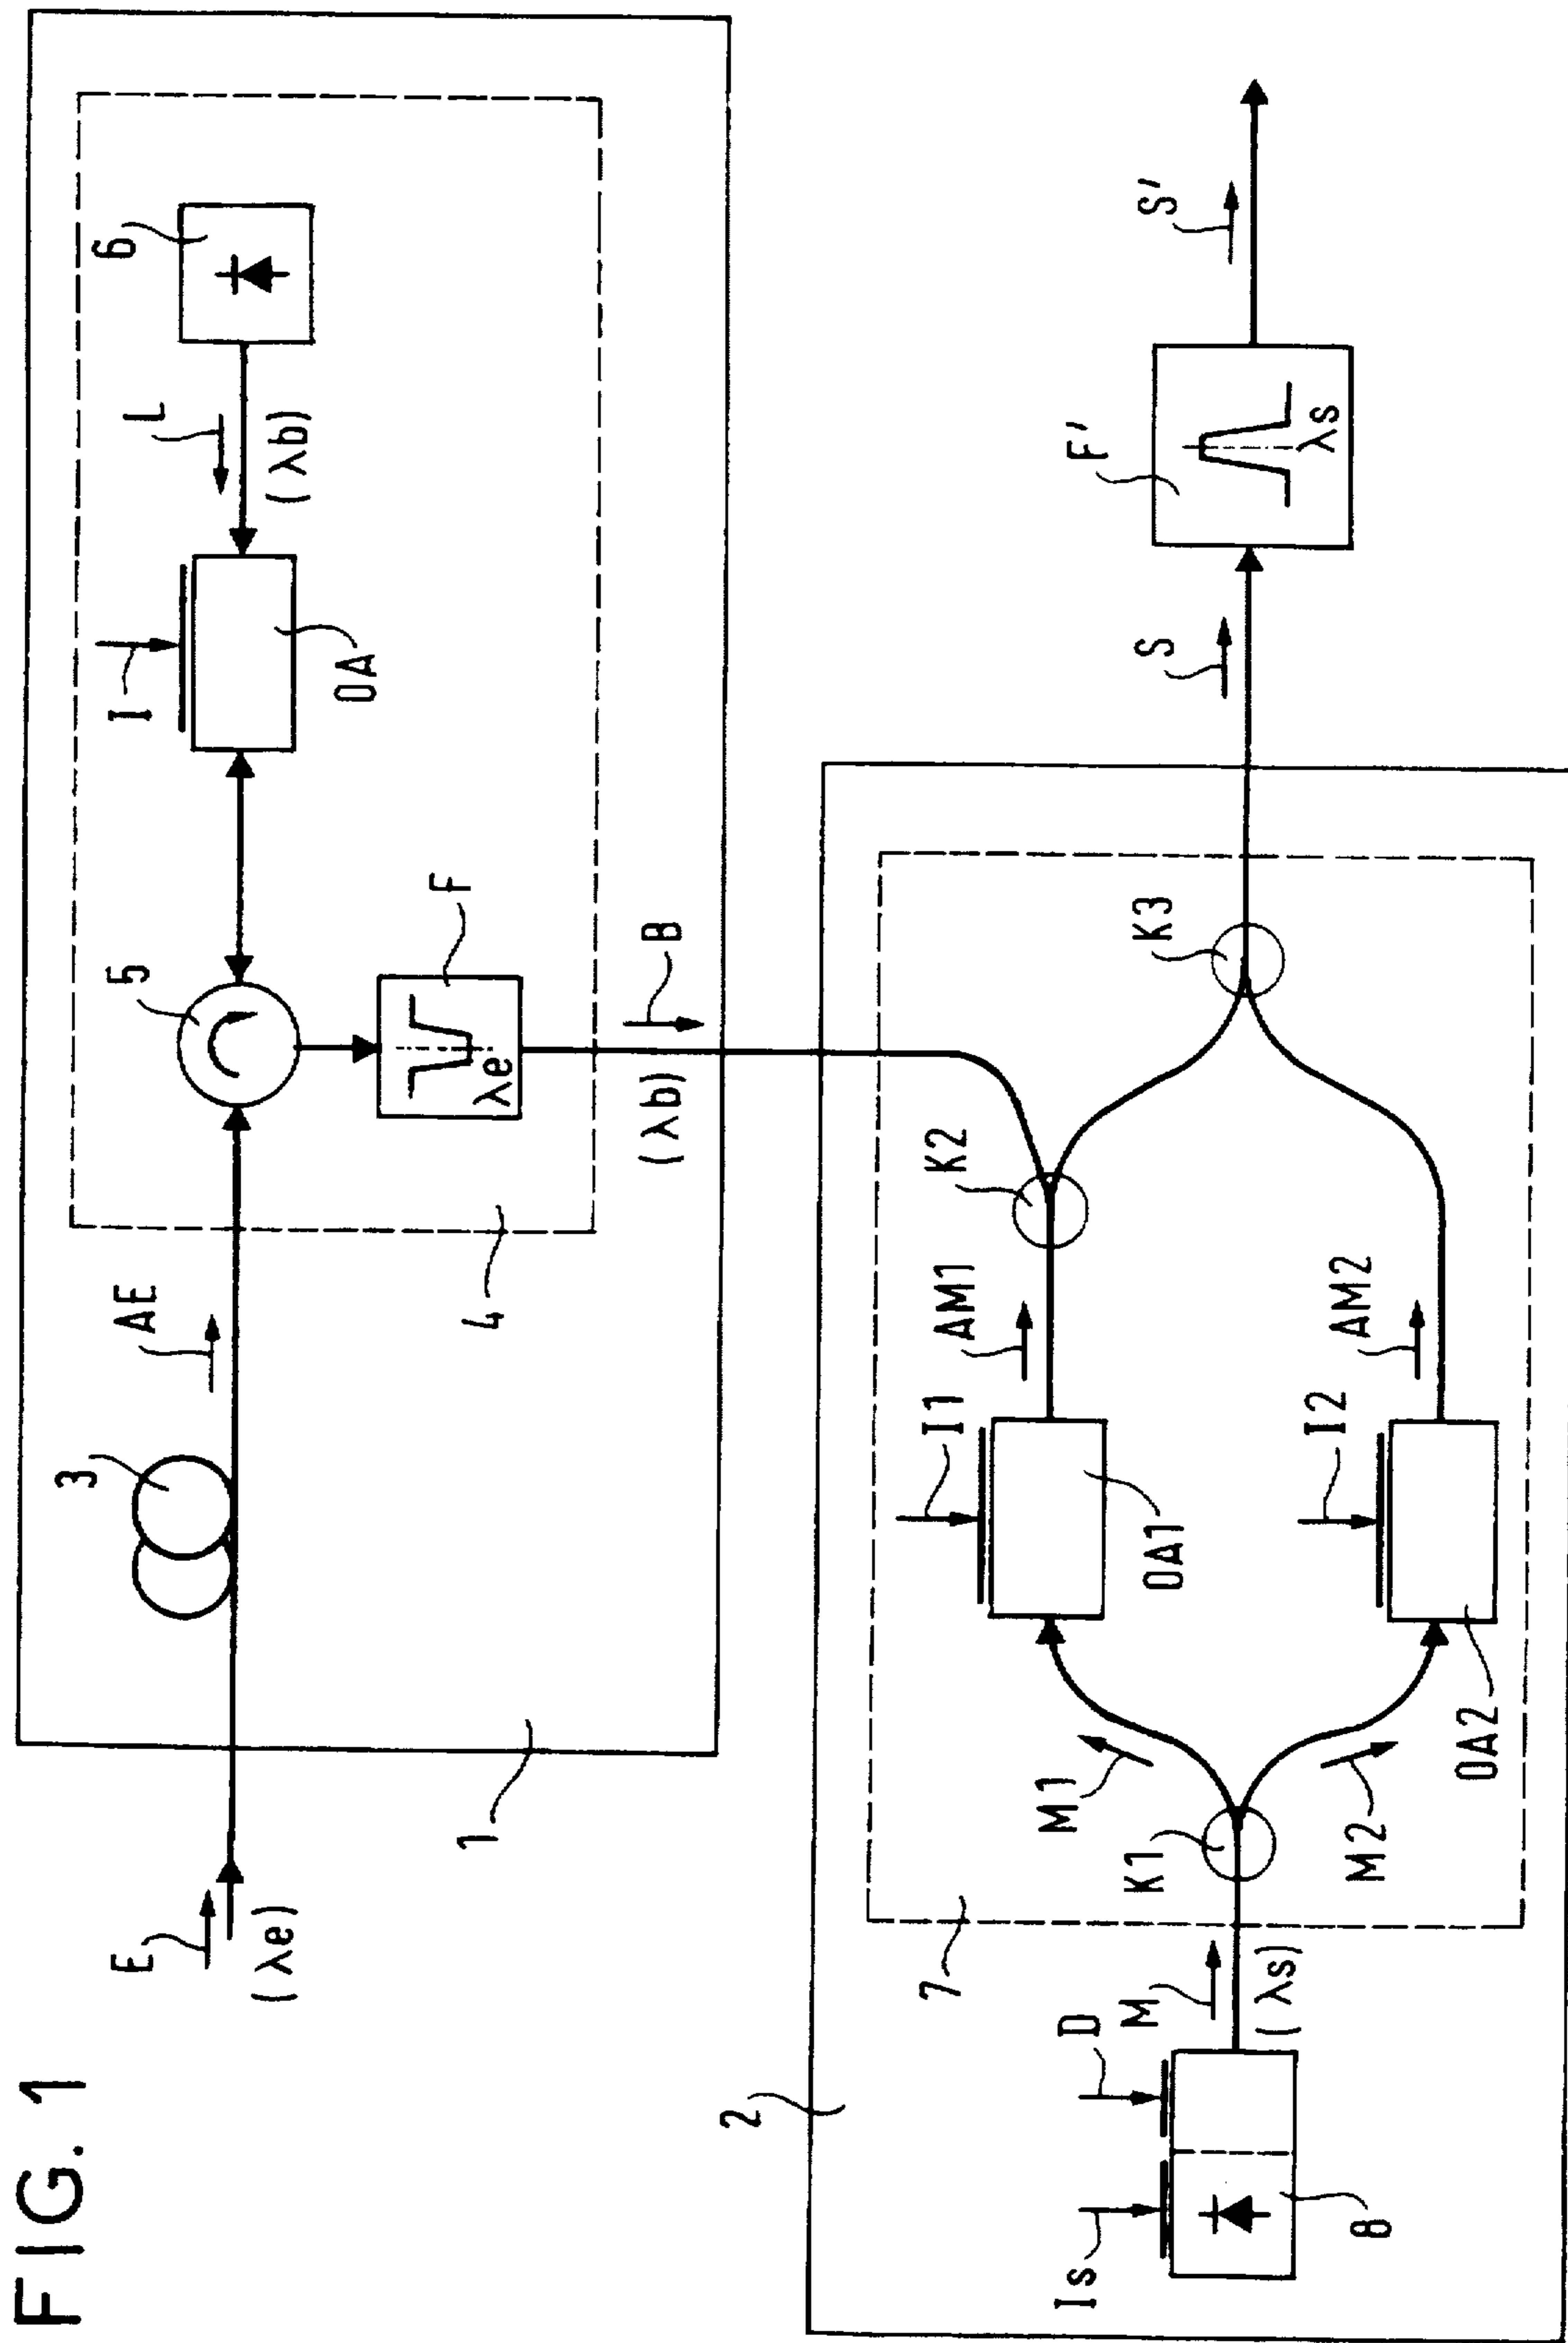 FIG. 1
E
(λe)
3
AE
1
4
5
F
λe
I
OA
L
(λb)
6
B
(λb)
2
Is
D
8
M
(λs)
7
K1
M1
M2
I1
OA1
I2
OA2
AM1
AM2
K2
K3
S
F'
λs
S'